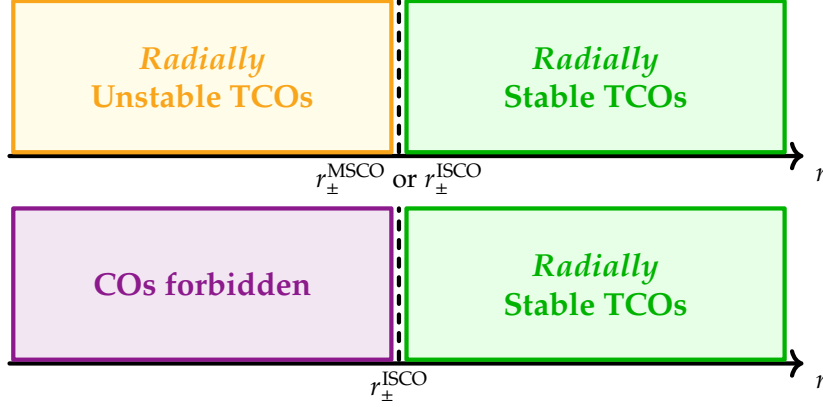 Radially Radially
Unstable TCOs Stable TCOs
r±^MSCO or r±^ISCO
r
COs forbidden
Radially
Stable TCOs
r±^ISCO
r